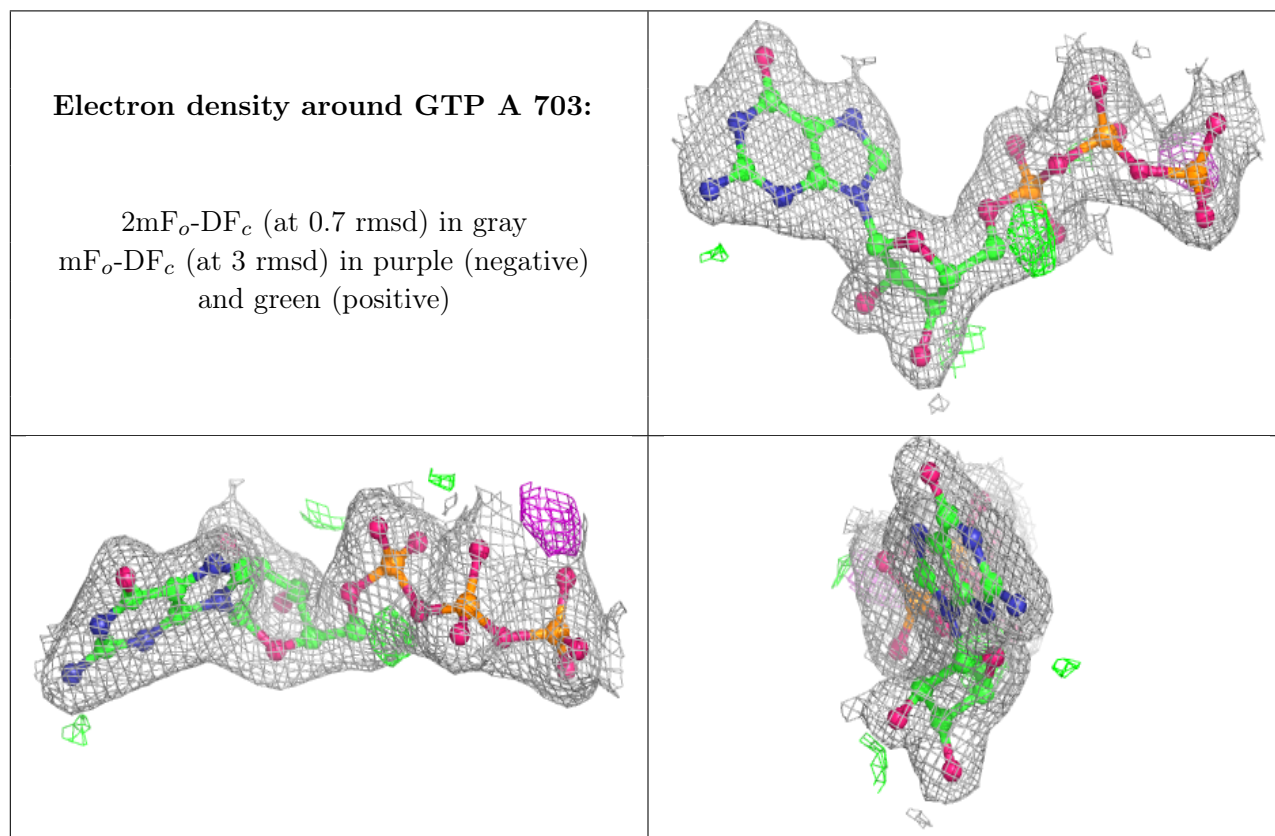 Electron density around GTP A 703:
2mFo-DFc (at 0.7 rmsd) in gray
mFo-DFc (at 3 rmsd) in purple (negative)
and green (positive)